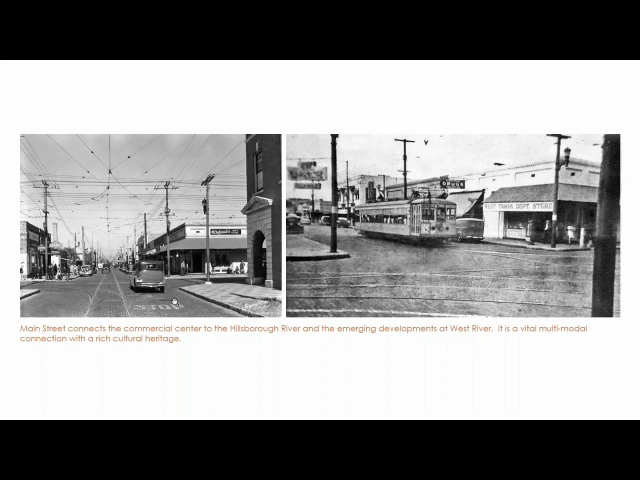 DRUGS
WEST TAMPA DEPT. STORE
STOP
Main Street connects the commercial center to the Hillsborough River and the emerging developments at West River. It is a vital multi-modal
connection with a rich cultural heritage.